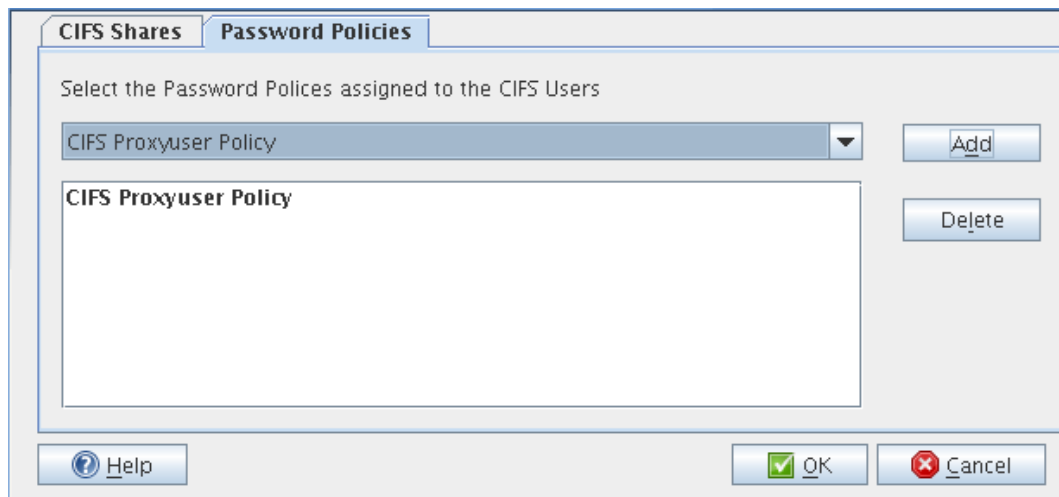 CIFS Shares Password Policies
Select the Password Polices assigned to the CIFS Users
CIFS Proxyuser Policy Add
CIFS Proxyuser Policy
Delete
Help OK Cancel